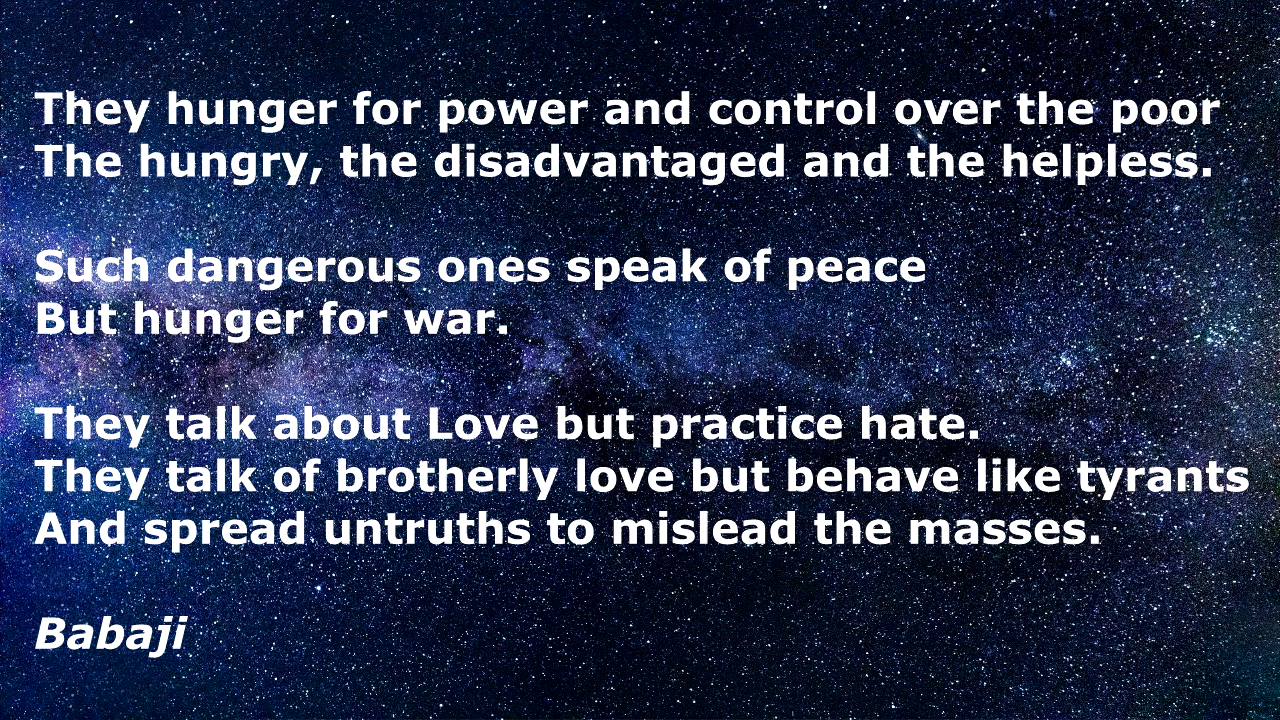 They hunger for power and control over the poor
The hungry, the disadvantaged and the helpless.
Such dangerous ones speak of peace
But hunger for war.
They talk about Love but practice hate.
They talk of brotherly love but behave like tyrants
And spread untruths to mislead the masses.
Babaji